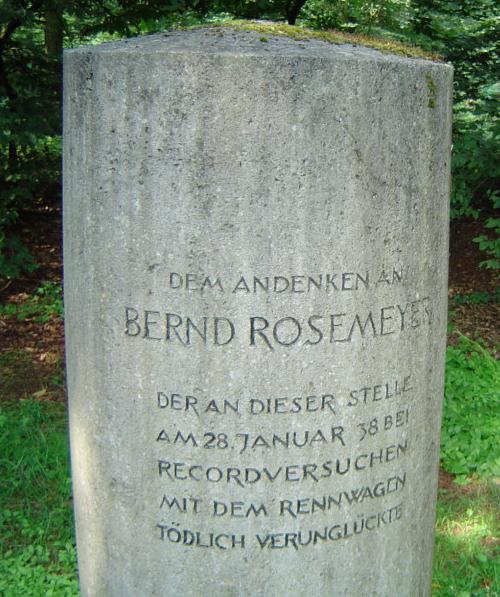 DEM ANDENKEN AN
BERND ROSEMEYER
DER AN DIESER STELLE
AM 28. JANUAR 38 BEI
RECORDVERSUCHEN
MIT DEM RENNWAGEN
TÖDLICH VERUNGLÜCKTE